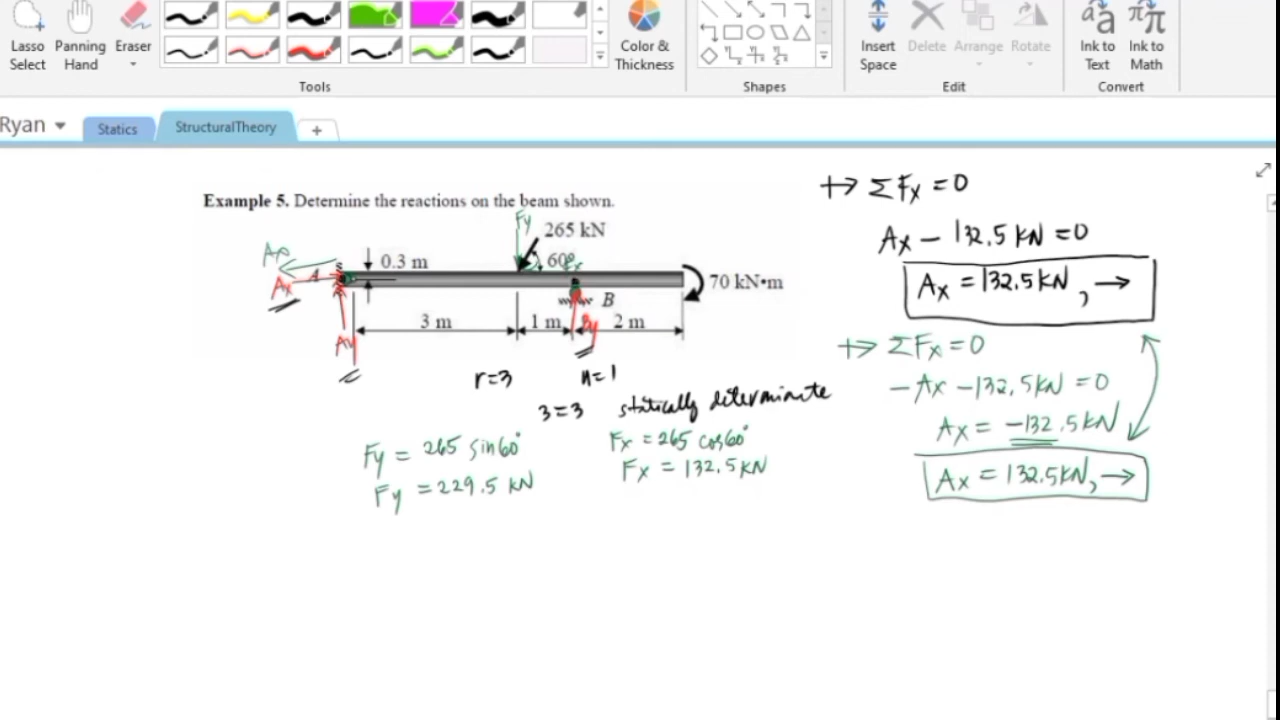 Lasso Select
Panning Hand
Eraser
Color & Thickness
Insert Space
Delete
Arrange
Rotate
Ink to Text
Ink to Math
Tools
Shapes
Edit
Convert
Ryan
Statics
StructuralTheory
+
Example 5. Determine the reactions on the beam shown.
Fy
265 kN
60°
Fx
0.3 m
A
Ax
70 kN•m
B
By
3 m
1 m
2 m
Ay
r=3
n=1
3=3 statically determinate
Fy = 265 sin60°
Fy = 229.5 kN
Fx = 265 cos60°
Fx = 132.5 kN
+→ ΣFx = 0
Ax − 132.5 kN = 0
Ax = 132.5 kN, →
+→ ΣFx = 0
− Ax − 132.5 kN = 0
Ax = −132.5 kN
Ax = 132.5 kN, →